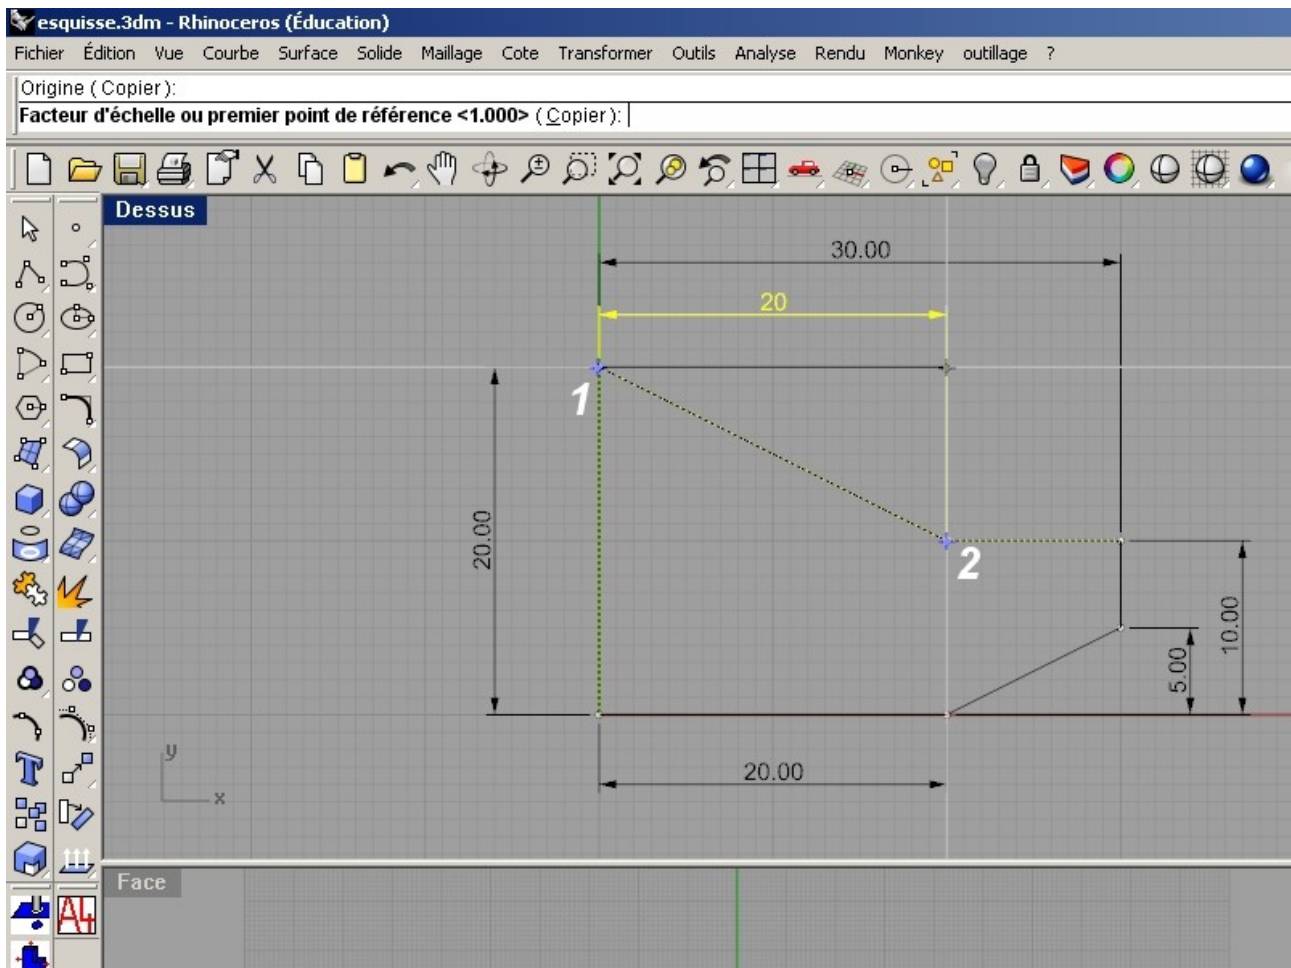 esquisse.3dm - Rhinoceros (Éducation)
Fichier Édition Vue Courbe Surface Solide Maillage Cote Transformer Outils Analyse Rendu Monkey outillage ?
Origine ( Copier ):
Facteur d'échelle ou premier point de référence <1.000> ( Copier ):
Dessus
30.00
20
1
20.00
2
10.00
5.00
y
20.00
x
T
Face
A4